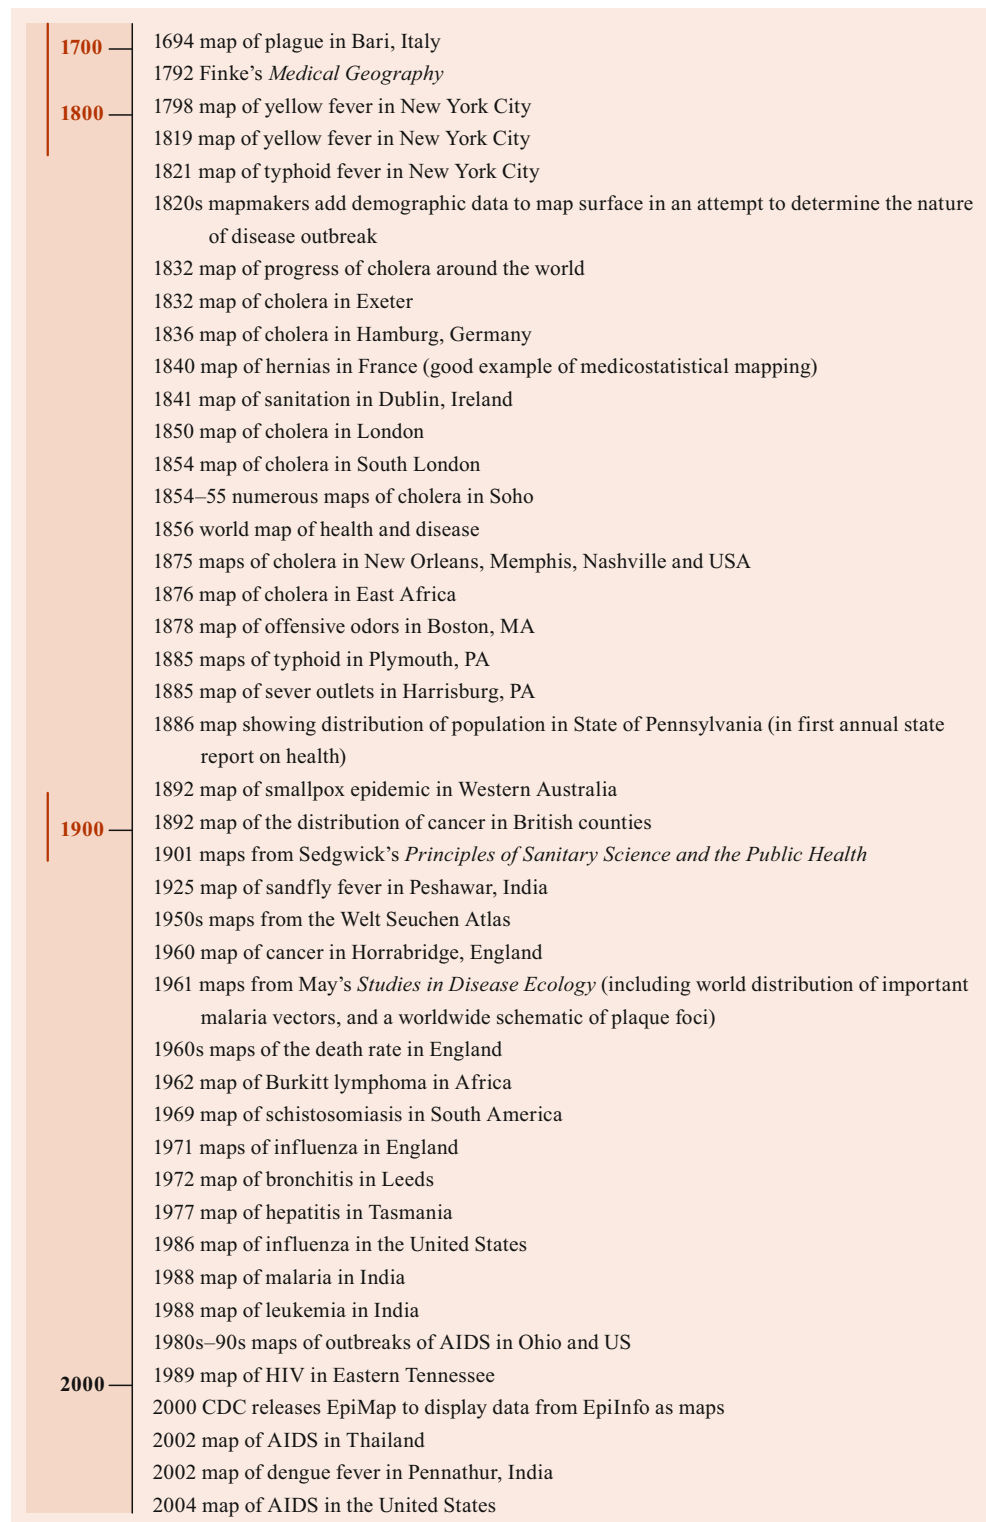 1700
1694 map of plague in Bari, Italy
1792 Finke's Medical Geography
1800
1798 map of yellow fever in New York City
1819 map of yellow fever in New York City
1821 map of typhoid fever in New York City
1820s mapmakers add demographic data to map surface in an attempt to determine the nature
of disease outbreak
1832 map of progress of cholera around the world
1832 map of cholera in Exeter
1836 map of cholera in Hamburg, Germany
1840 map of hernias in France (good example of medicostatistical mapping)
1841 map of sanitation in Dublin, Ireland
1850 map of cholera in London
1854 map of cholera in South London
1854–55 numerous maps of cholera in Soho
1856 world map of health and disease
1875 maps of cholera in New Orleans, Memphis, Nashville and USA
1876 map of cholera in East Africa
1878 map of offensive odors in Boston, MA
1885 maps of typhoid in Plymouth, PA
1885 map of sever outlets in Harrisburg, PA
1886 map showing distribution of population in State of Pennsylvania (in first annual state
report on health)
1892 map of smallpox epidemic in Western Australia
1900
1892 map of the distribution of cancer in British counties
1901 maps from Sedgwick's Principles of Sanitary Science and the Public Health
1925 map of sandfly fever in Peshawar, India
1950s maps from the Welt Seuchen Atlas
1960 map of cancer in Horrabridge, England
1961 maps from May's Studies in Disease Ecology (including world distribution of important
malaria vectors, and a worldwide schematic of plaque foci)
1960s maps of the death rate in England
1962 map of Burkitt lymphoma in Africa
1969 map of schistosomiasis in South America
1971 maps of influenza in England
1972 map of bronchitis in Leeds
1977 map of hepatitis in Tasmania
1986 map of influenza in the United States
1988 map of malaria in India
1988 map of leukemia in India
1980s–90s maps of outbreaks of AIDS in Ohio and US
2000
1989 map of HIV in Eastern Tennessee
2000 CDC releases EpiMap to display data from EpiInfo as maps
2002 map of AIDS in Thailand
2002 map of dengue fever in Pennathur, India
2004 map of AIDS in the United States